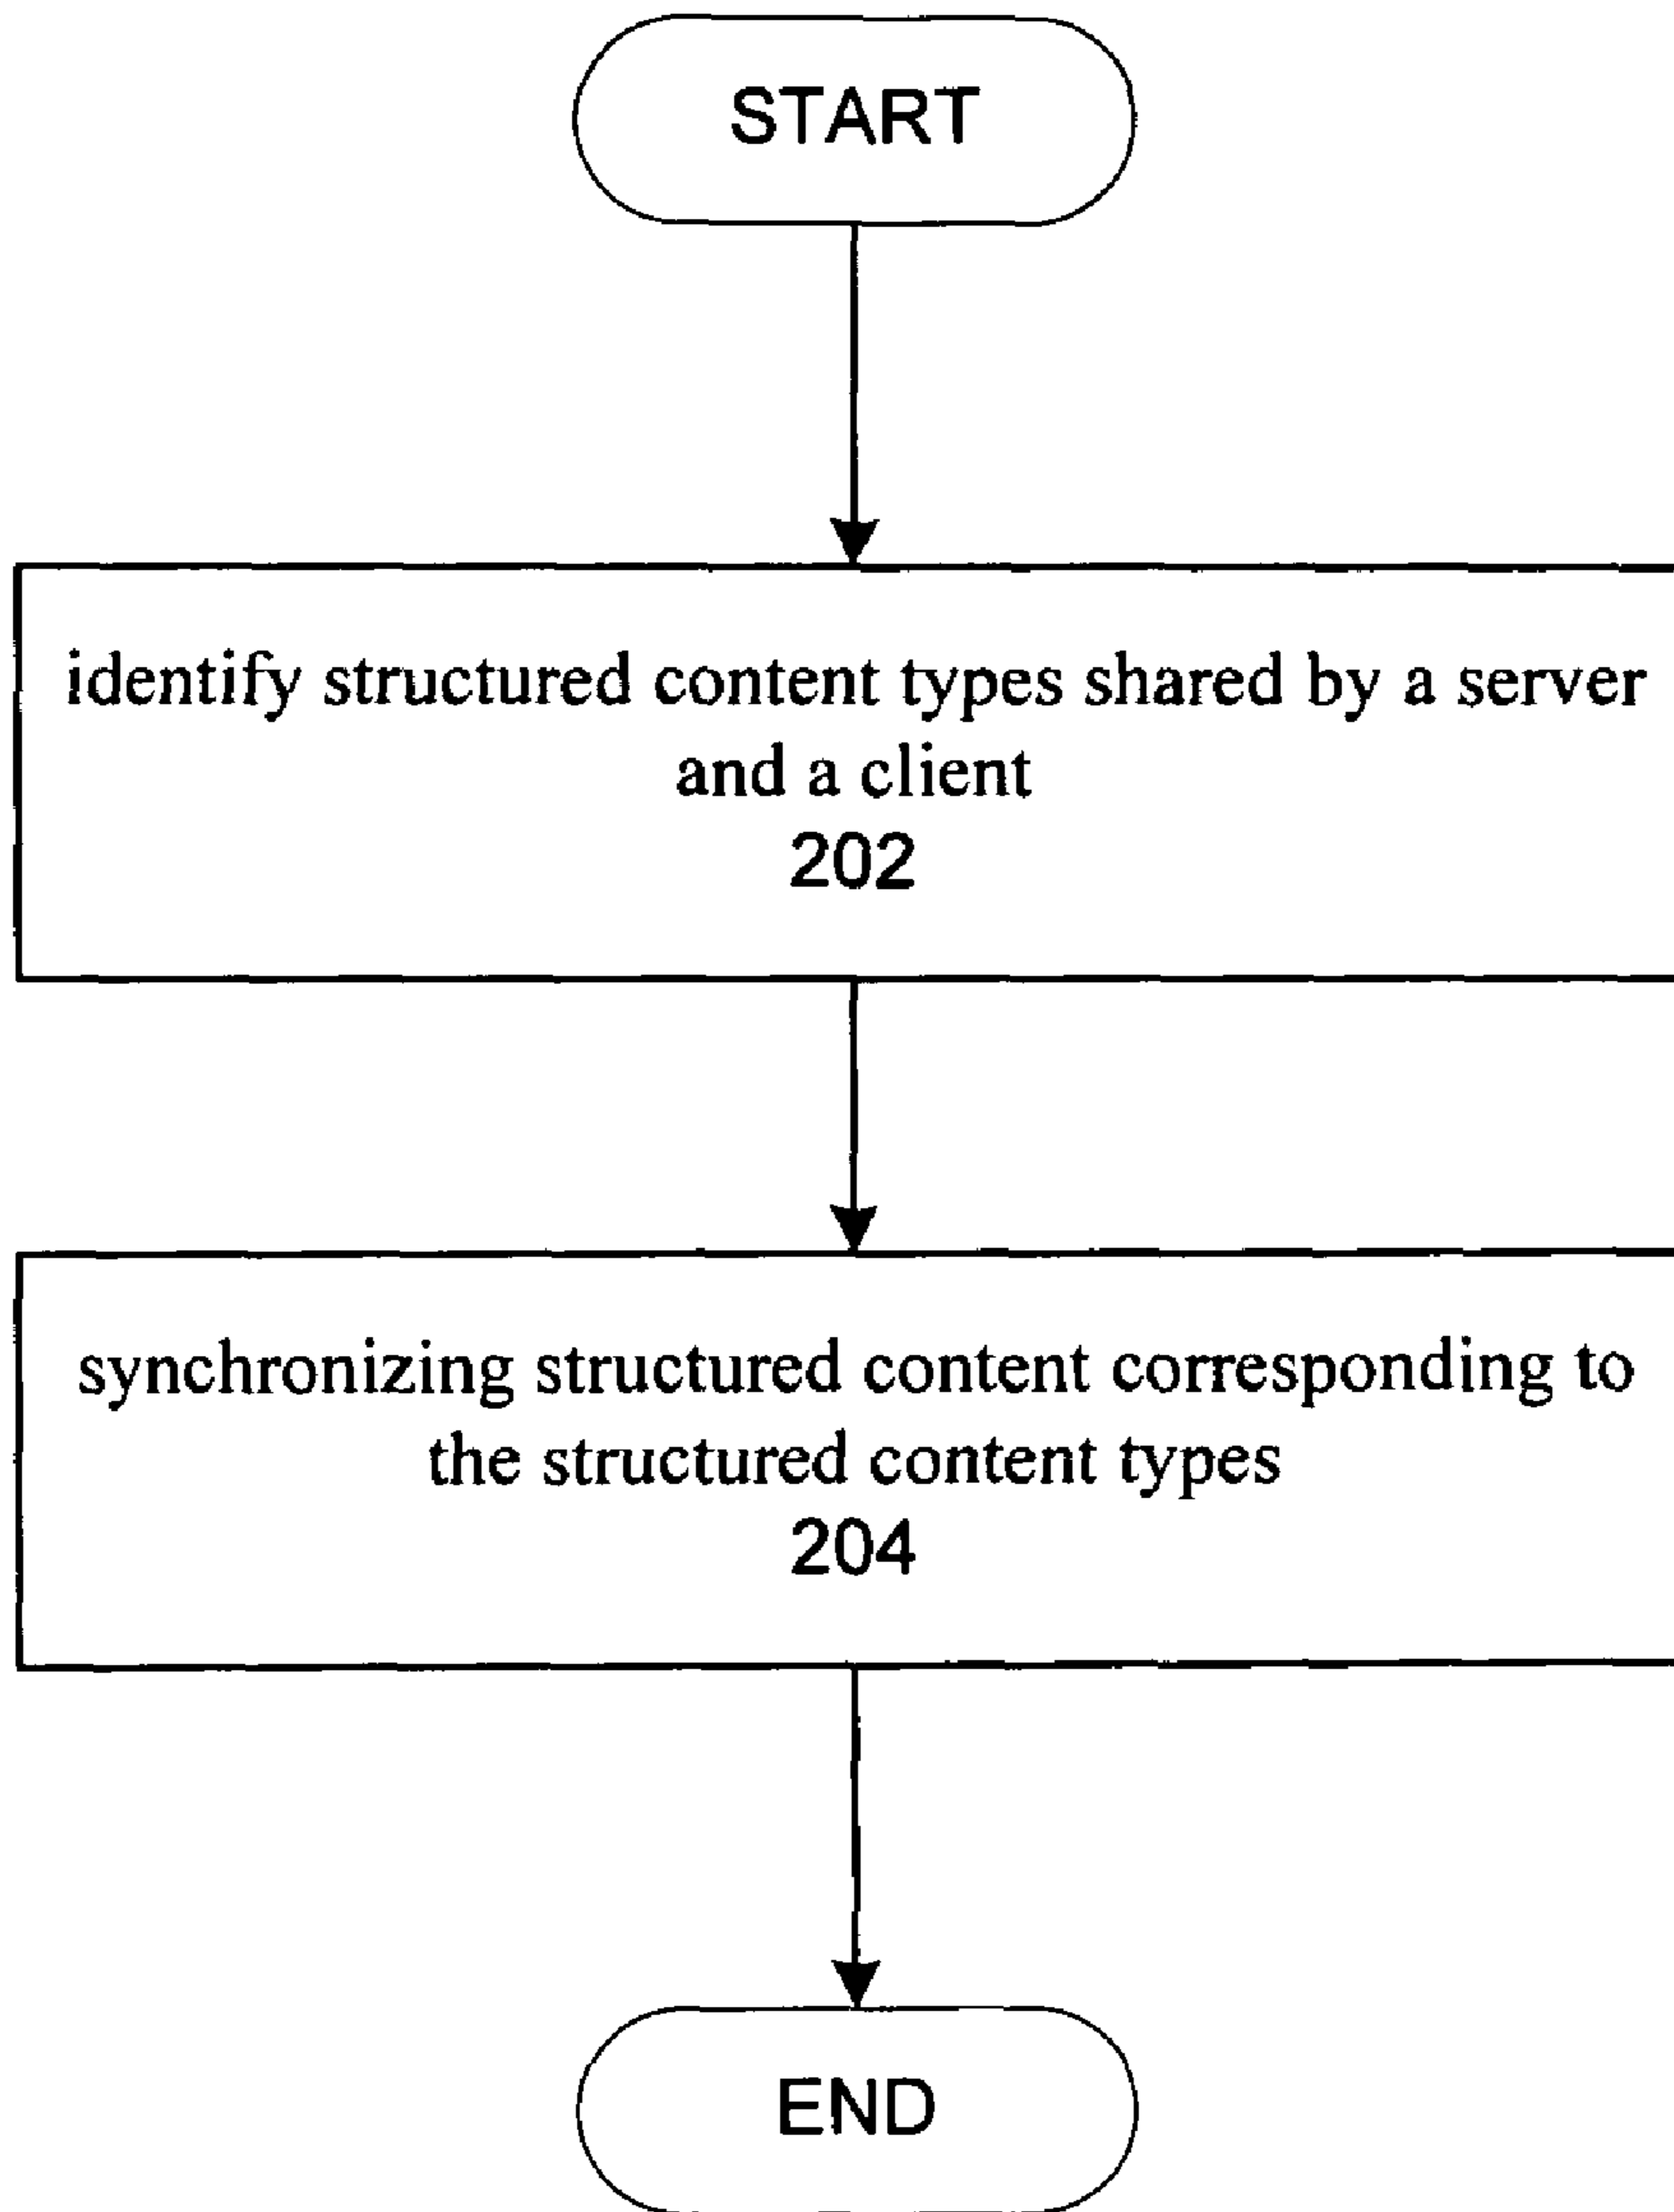 START
identify structured content types shared by a server
and a client
202
synchronizing structured content corresponding to
the structured content types
204
END